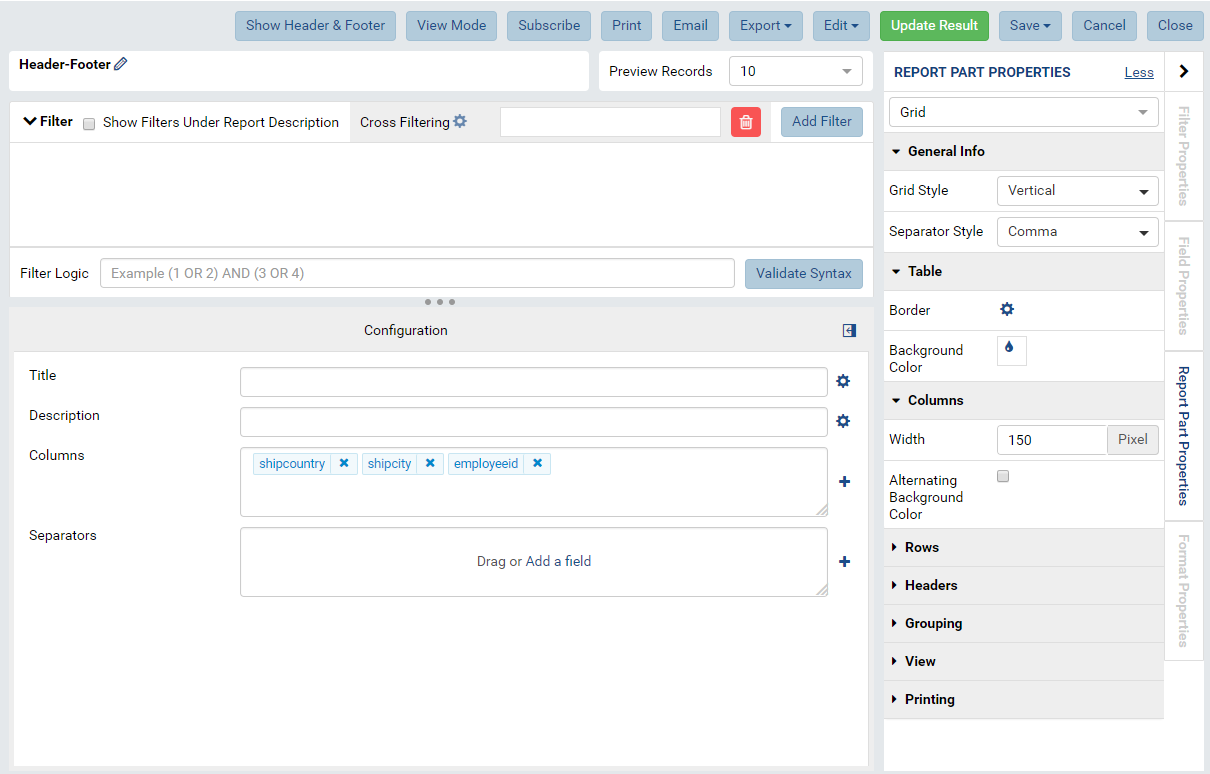 Show Header & Footer View Mode Subscribe Print Email Export Edit Update Result Save Cancel Close
Header-Footer
Preview Records 10
Filter Show Filters Under Report Description Cross Filtering Add Filter
Filter Logic Example (1 OR 2) AND (3 OR 4) Validate Syntax
Configuration
Title
Description
Columns shipcountry shipcity employeeid
Separators
Drag or Add a field
REPORT PART PROPERTIES Less
Grid
General Info
Grid Style Vertical
Separator Style Comma
Table
Border
Background
Color
Columns
Width 150 Pixel
Alternating
Background
Color
Rows
Headers
Grouping
View
Printing
Filter Properties
Field Properties
Report Part Properties
Format Properties